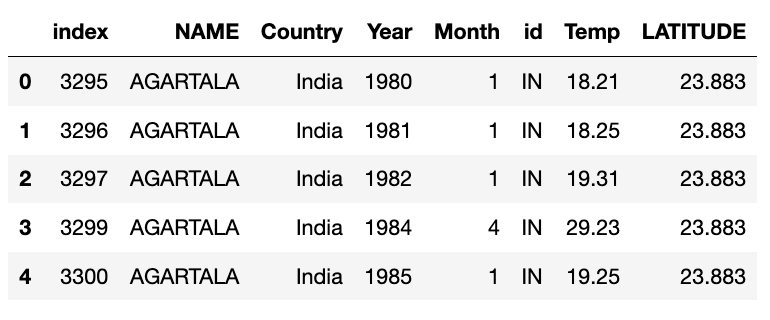 index NAME Country Year Month id Temp LATITUDE
0 3295 AGARTALA India 1980 1 IN 18.21 23.883
1 3296 AGARTALA India 1981 1 IN 18.25 23.883
2 3297 AGARTALA India 1982 1 IN 19.31 23.883
3 3299 AGARTALA India 1984 4 IN 29.23 23.883
4 3300 AGARTALA India 1985 1 IN 19.25 23.883